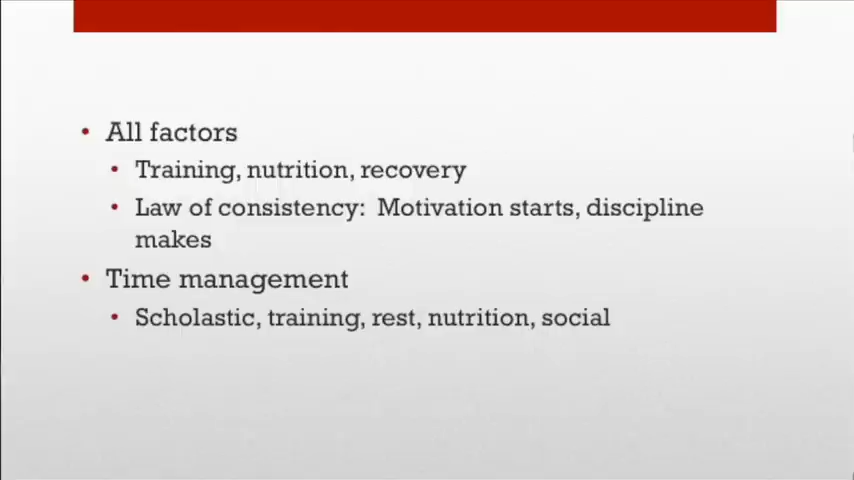 • All factors
• Training, nutrition, recovery
• Law of consistency: Motivation starts, discipline
makes
• Time management
• Scholastic, training, rest, nutrition, social